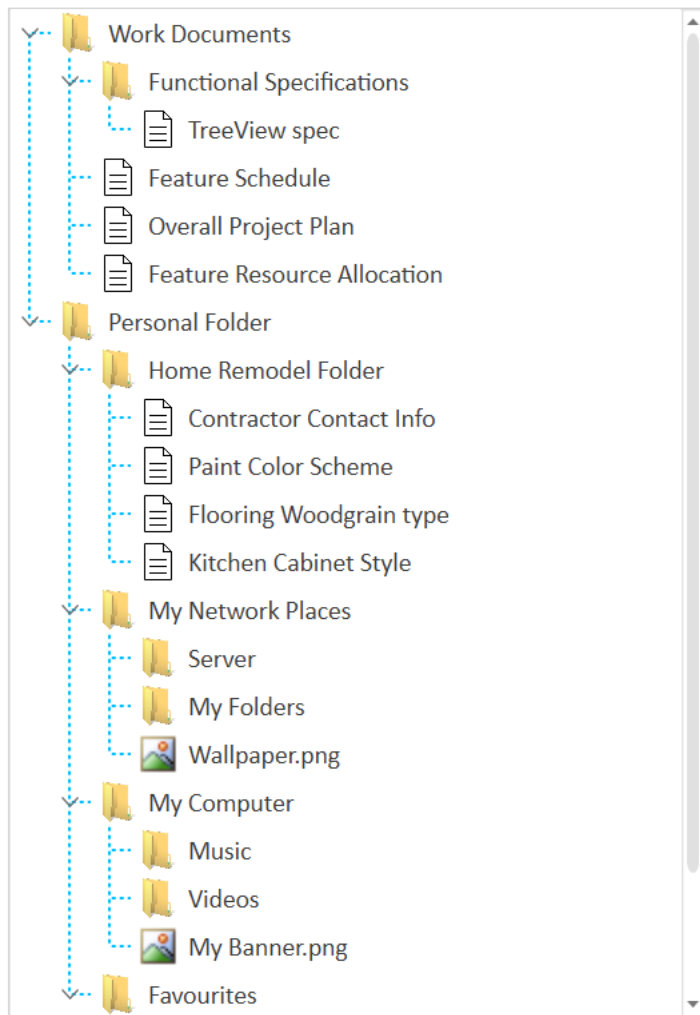 Work Documents
Functional Specifications
TreeView spec
Feature Schedule
Overall Project Plan
Feature Resource Allocation
Personal Folder
Home Remodel Folder
Contractor Contact Info
Paint Color Scheme
Flooring Woodgrain type
Kitchen Cabinet Style
My Network Places
Server
My Folders
Wallpaper.png
My Computer
Music
Videos
My Banner.png
Favourites